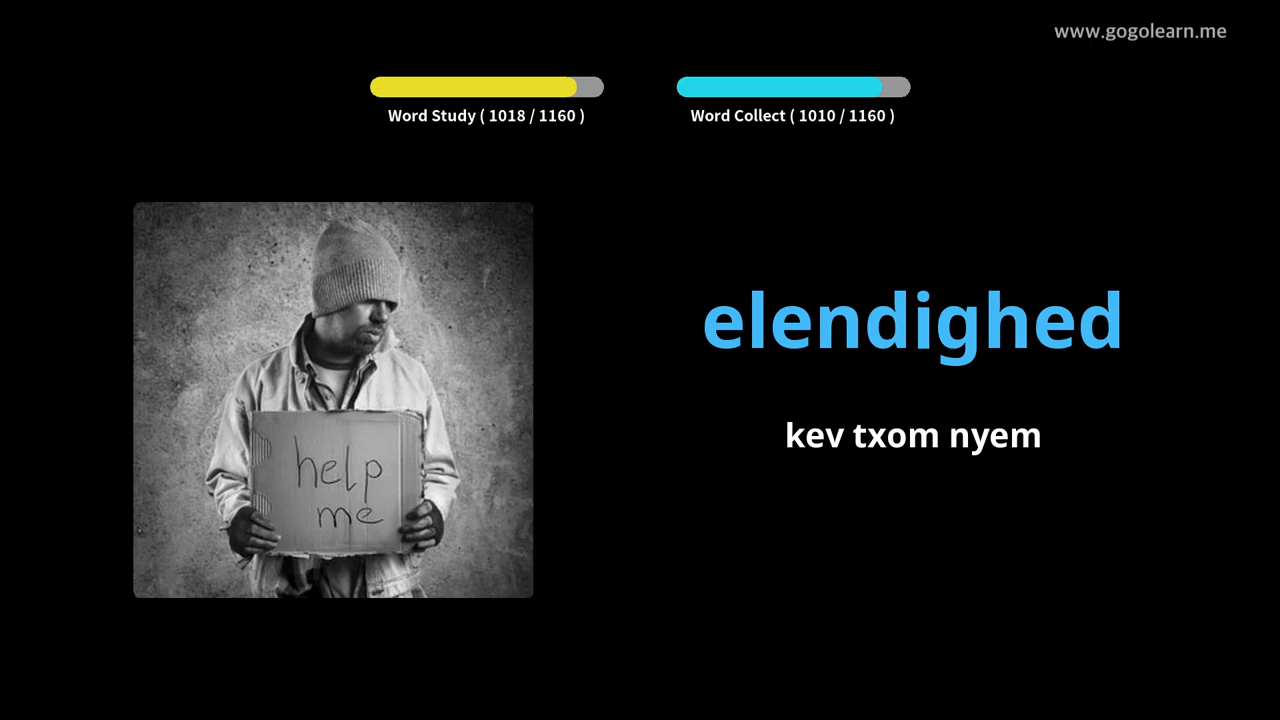 www.gogolearn.me
Word Study ( 1018 / 1160 )
Word Collect ( 1010 / 1160 )
help
me
elendighed
kev txom nyem